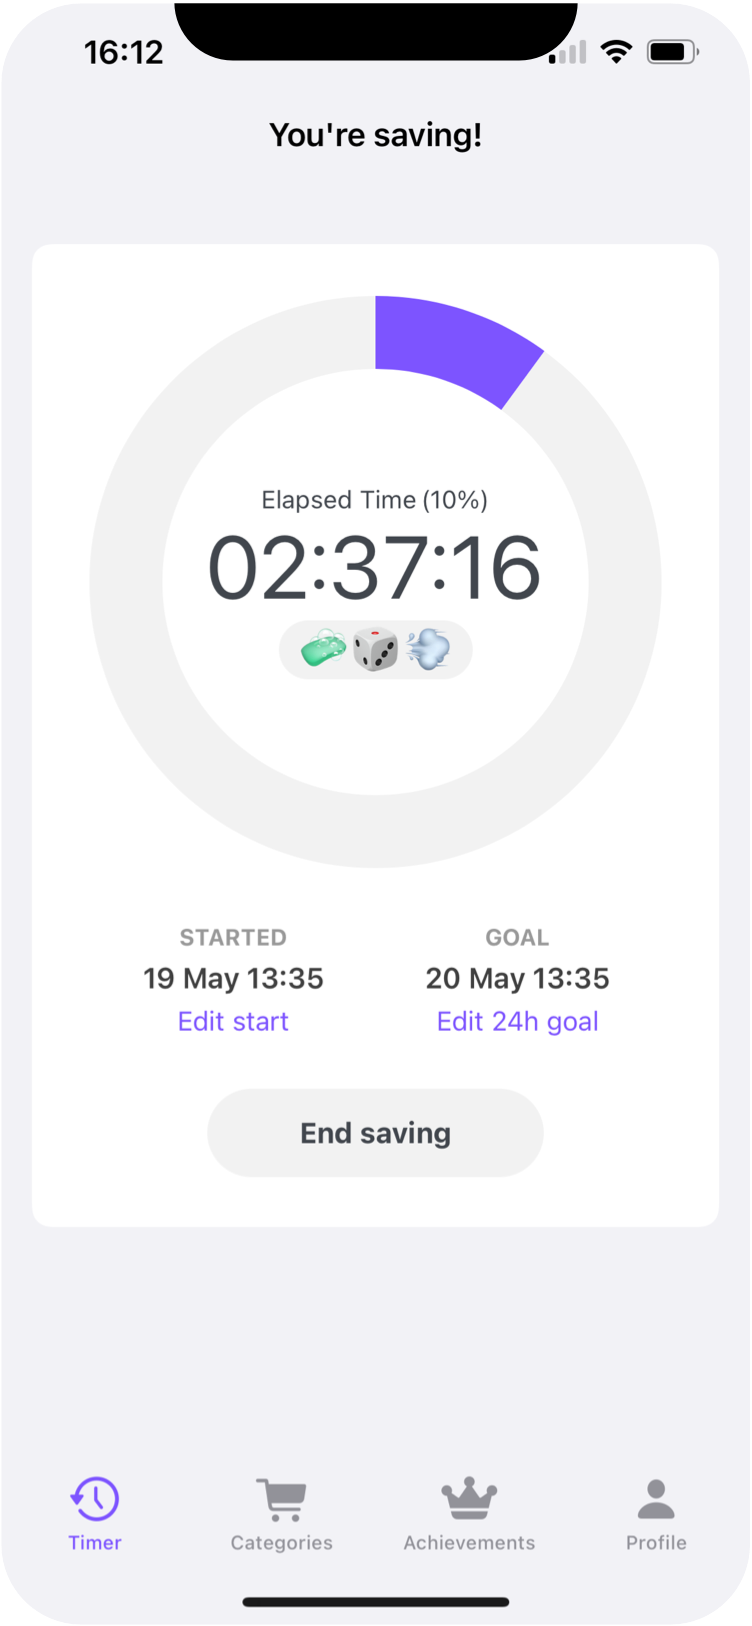 16:12
You're saving!
Elapsed Time (10%)
02:37:16
STARTED
19 May 13:35
Edit start
GOAL
20 May 13:35
Edit 24h goal
End saving
Timer
Categories
Achievements
Profile